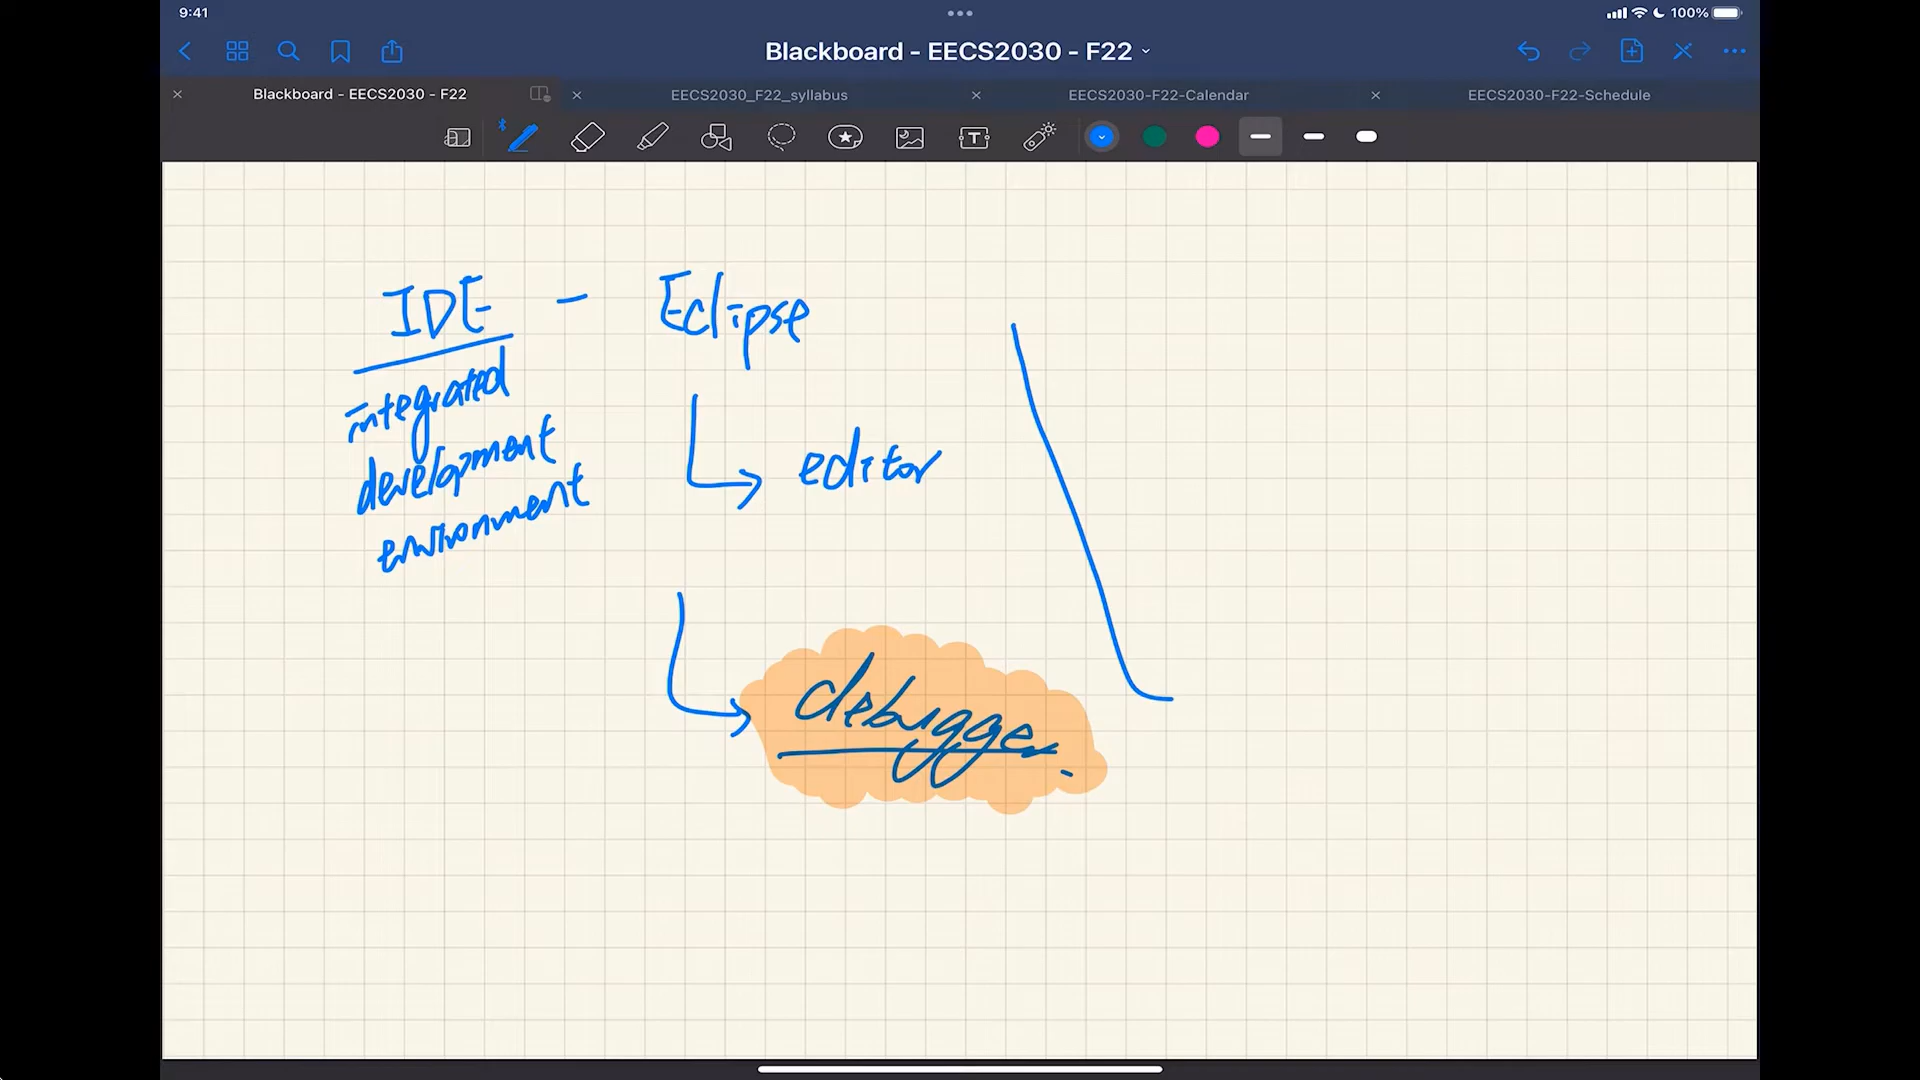 9:41
100%
Blackboard - EECS2030 - F22
Blackboard - EECS2030 - F22
EECS2030_F22_syllabus
EECS2030-F22-Calendar
EECS2030-F22-Schedule
IDE - Eclipse
integrated
development
environment
editor
debugger